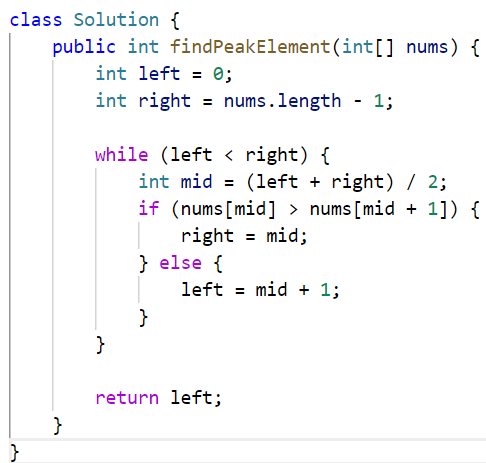 class Solution {
    public int findPeakElement(int[] nums) {
        int left = 0;
        int right = nums.length - 1;

        while (left < right) {
            int mid = (left + right) / 2;
            if (nums[mid] > nums[mid + 1]) {
                right = mid;
            } else {
                left = mid + 1;
            }
        }

        return left;
    }
}